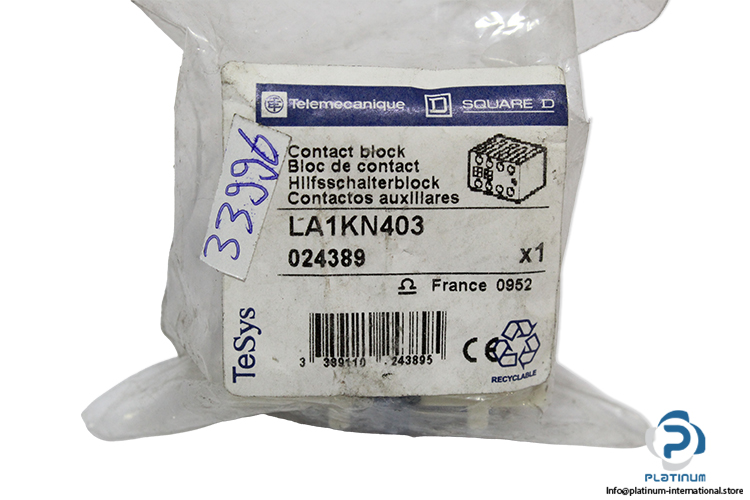 Telemecanique
D
SQUARE D
33996
Contact block
Bloc de contact
Hilfsschalterblock
Contactos auxiliares
LA1KN403
024389 x1
France 0952
TeSys
3 389110 243895
CE
RECYCLABLE
PLATINUM
Info@platinum-international.store